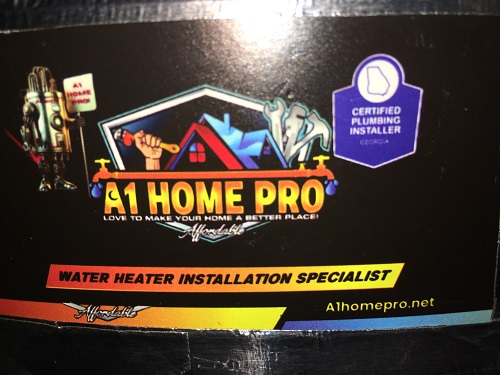 A1
HOME
PRO!
CERTIFIED
PLUMBING
INSTALLER
GEORGIA
A1 HOME PRO
LOVE TO MAKE YOUR HOME A BETTER PLACE!
Affordable
WATER HEATER INSTALLATION SPECIALIST
Affordable
A1homepro.net